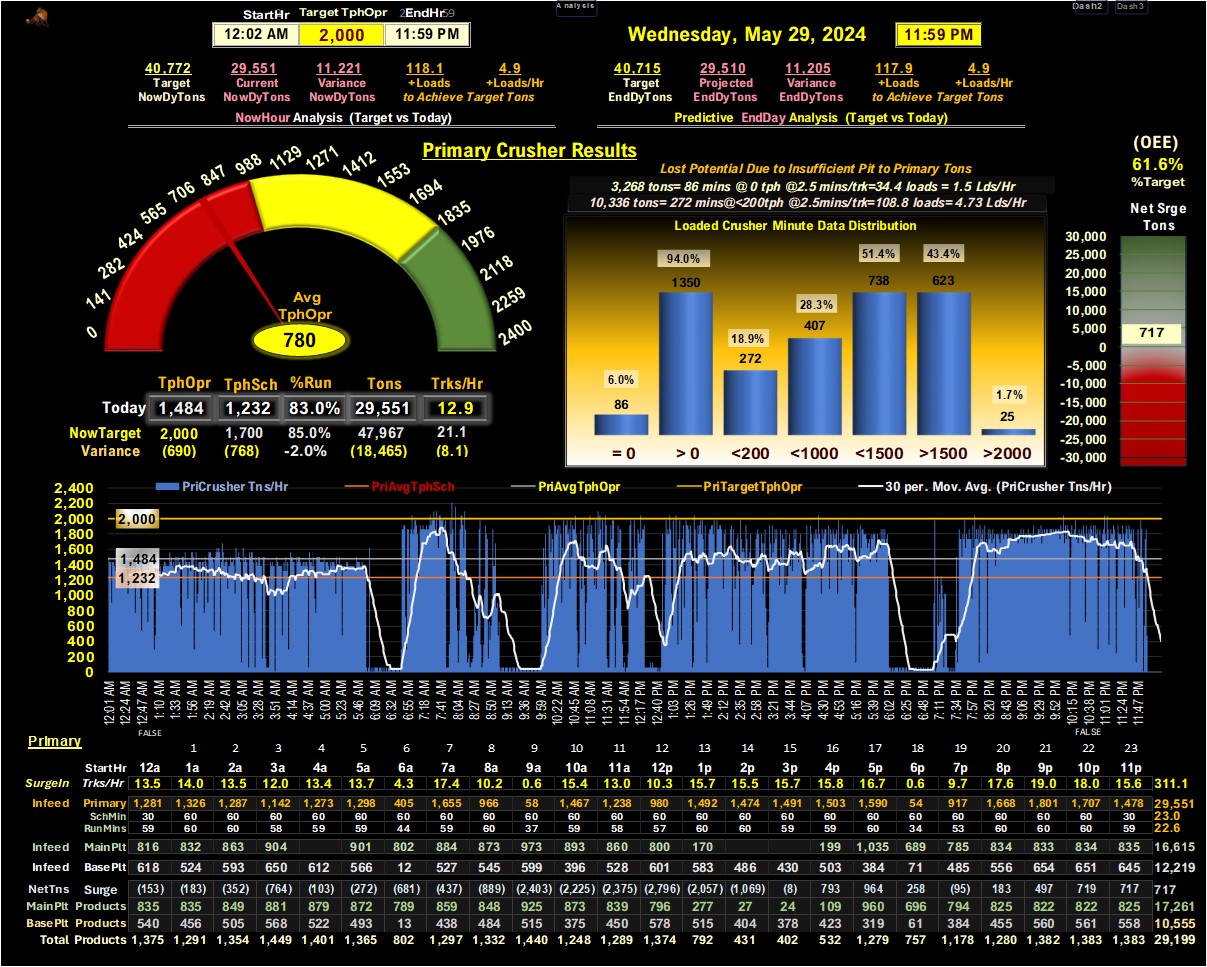 Analysis
Dash2 Dash3
StartHr Target TphOpr EndHr
12:02 AM 2,000 11:59 PM
Wednesday, May 29, 2024 11:59 PM
40,772 29,551 11,221 118.1 4.9
Target Current Variance +Loads +Loads/Hr
NowDyTons NowDyTons NowDyTons to Achieve Target Tons
NowHour Analysis (Target vs Today)
40,715 29,510 11,205 117.9 4.9
Target Projected Variance +Loads +Loads/Hr
EndDyTons EndDyTons EndDyTons to Achieve Target Tons
Predictive EndDay Analysis (Target vs Today)
Primary Crusher Results
0
141
282
424
565
706
847
988
1129
1271
1412
1553
1694
1835
1976
2118
2259
2400
Avg
TphOpr
780
TphOpr TphSch %Run Tons Trks/Hr
Today 1,484 1,232 83.0% 29,551 12.9
NowTarget 2,000 1,700 85.0% 47,967 21.1
Variance (690) (768) -2.0% (18,465) (8.1)
Lost Potential Due to Insufficient Pit to Primary Tons
3,268 tons= 86 mins @ 0 tph @2.5 mins/trk=34.4 loads = 1.5 Lds/Hr
10,336 tons= 272 mins@<200tph @2.5mins/trk=108.8 loads= 4.73 Lds/Hr
Loaded Crusher Minute Data Distribution
6.0% 94.0% 18.9% 28.3% 51.4% 43.4% 1.7%
86 1350 272 407 738 623 25
= 0 > 0 <200 <1000 <1500 >1500 >2000
(OEE)
61.6%
%Target
Net Srge
Tons
30,000
25,000
20,000
15,000
10,000
5,000
0
-5,000
-10,000
-15,000
-20,000
-25,000
-30,000
717
PriCrusher Tns/Hr PriAvgTphSch PriAvgTphOpr PriTargetTphOpr 30 per. Mov. Avg. (PriCrusher Tns/Hr)
2,400
2,200
2,000
1,800
1,600
1,400
1,200
1,000
800
600
400
200
0
2,000
1,484
1,232
12:01 AM 12:24 AM 12:47 AM 1:10 AM 1:33 AM 1:56 AM 2:19 AM 2:42 AM 3:05 AM 3:28 AM 3:51 AM 4:14 AM 4:37 AM 5:00 AM 5:23 AM 5:46 AM 6:09 AM 6:32 AM 6:55 AM 7:18 AM 7:41 AM 8:04 AM 8:27 AM 8:50 AM 9:13 AM 9:36 AM 9:59 AM 10:22 AM 10:45 AM 11:08 AM 11:31 AM 11:54 AM 12:17 PM 12:40 PM 1:03 PM 1:26 PM 1:49 PM 2:12 PM 2:35 PM 2:58 PM 3:21 PM 3:44 PM 4:07 PM 4:30 PM 4:53 PM 5:16 PM 5:39 PM 6:02 PM 6:25 PM 6:48 PM 7:11 PM 7:34 PM 7:57 PM 8:20 PM 8:43 PM 9:06 PM 9:29 PM 9:52 PM 10:15 PM 10:38 PM 11:01 PM 11:24 PM 11:47 PM
FALSE FALSE
Primary
1 2 3 4 5 6 7 8 9 10 11 12 13 14 15 16 17 18 19 20 21 22 23
StartHr 12a 1a 2a 3a 4a 5a 6a 7a 8a 9a 10a 11a 12p 1p 2p 3p 4p 5p 6p 7p 8p 9p 10p 11p
SurgeIn Trks/Hr 13.5 14.0 13.5 12.0 13.4 13.7 4.3 17.4 10.2 0.6 15.4 13.0 10.3 15.7 15.5 15.7 15.8 16.7 0.6 9.7 17.6 19.0 18.0 15.6 311.1
Infeed Primary 1,281 1,326 1,287 1,142 1,273 1,298 405 1,655 966 58 1,467 1,238 980 1,492 1,474 1,491 1,503 1,590 54 917 1,668 1,801 1,707 1,478 29,551
SchMin 30 60 60 60 60 60 60 60 60 60 60 60 60 60 60 60 60 60 60 60 60 60 60 30 23.0
RunMins 59 60 60 58 59 59 44 59 60 37 59 58 57 60 60 59 59 60 34 53 60 60 60 59 22.6
Infeed MainPlt 816 832 863 904 901 802 884 873 973 893 860 800 170 199 1,035 689 785 834 833 834 835 16,615
Infeed BasePlt 618 524 593 650 612 566 12 527 545 599 396 528 601 583 486 430 503 384 71 485 556 654 651 645 12,219
NetTns Surge (153) (183) (352) (764) (103) (272) (681) (437) (889) (2,403) (2,225) (2,375) (2,796) (2,057) (1,069) (8) 793 964 258 (95) 183 497 719 717 717
MainPlt Products 835 835 849 881 879 872 789 859 848 925 873 839 796 277 27 24 109 960 696 794 825 822 822 825 17,261
BasePlt Products 540 456 505 568 522 493 13 438 484 515 375 450 578 515 404 378 423 319 61 384 455 560 561 558 10,555
Total Products 1,375 1,291 1,354 1,449 1,401 1,365 802 1,297 1,332 1,440 1,248 1,289 1,374 792 431 402 532 1,279 757 1,178 1,280 1,382 1,383 1,383 29,199